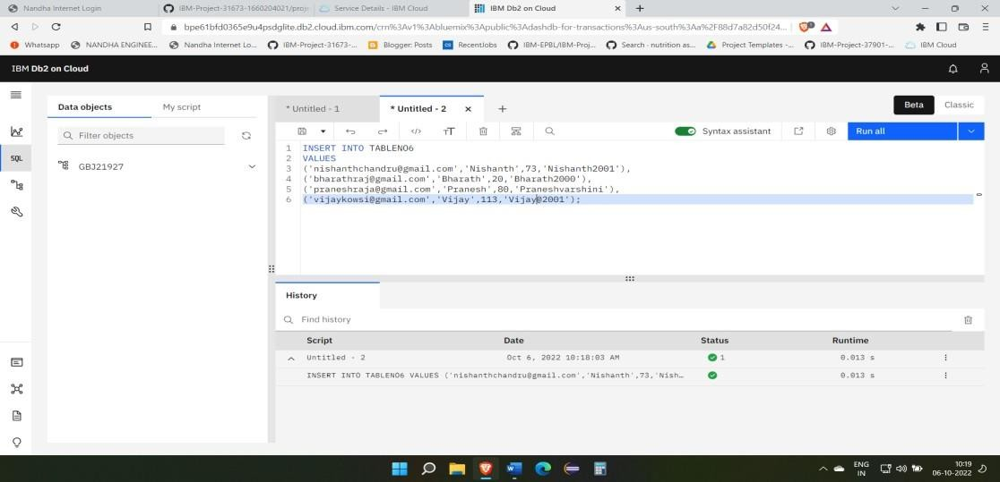 Nandha Internet Login
IBM-Project-31673-1660204021/proje
Service Details - IBM Cloud
IBM Db2 on Cloud
bpe61bfd0365e9u4psdglite.db2.cloud.ibm.com/crn%3Av1%3Abluemix%3Apublic%3Adashdb-for-transactions%3Aus-south%3Aa%2F88d7a82d50f24...
Whatsapp
NANDHA ENGINEE...
Nandha Internet Lo...
IBM-Project-31673-...
Blogger: Posts
RecentJobs
IBM-EPBL/IBM-Proj...
Search · nutrition as...
Project Templates -...
IBM-Project-37901-...
IBM Cloud
IBM Db2 on Cloud
Data objects
My script
* Untitled - 1
* Untitled - 2
Beta
Classic
Filter objects
Syntax assistant
Run all
SQL
GBJ21927
1 INSERT INTO TABLENO6
2 VALUES
3 ('nishanthchandru@gmail.com','Nishanth',73,'Nishanth2001'),
4 ('bharathraj@gmail.com','Bharath',20,'Bharath2000'),
5 ('praneshraja@gmail.com','Pranesh',80,'Praneshvarshini'),
6 ('vijaykowsi@gmail.com','Vijay',113,'Vijay@2001');
History
Find history
Script Date Status Runtime
Untitled - 2 Oct 6, 2022 10:18:03 AM 1 0.013 s
INSERT INTO TABLENO6 VALUES ('nishanthchandru@gmail.com','Nishanth',73,'Nish... 0.013 s
ENG
IN
10:19
06-10-2022